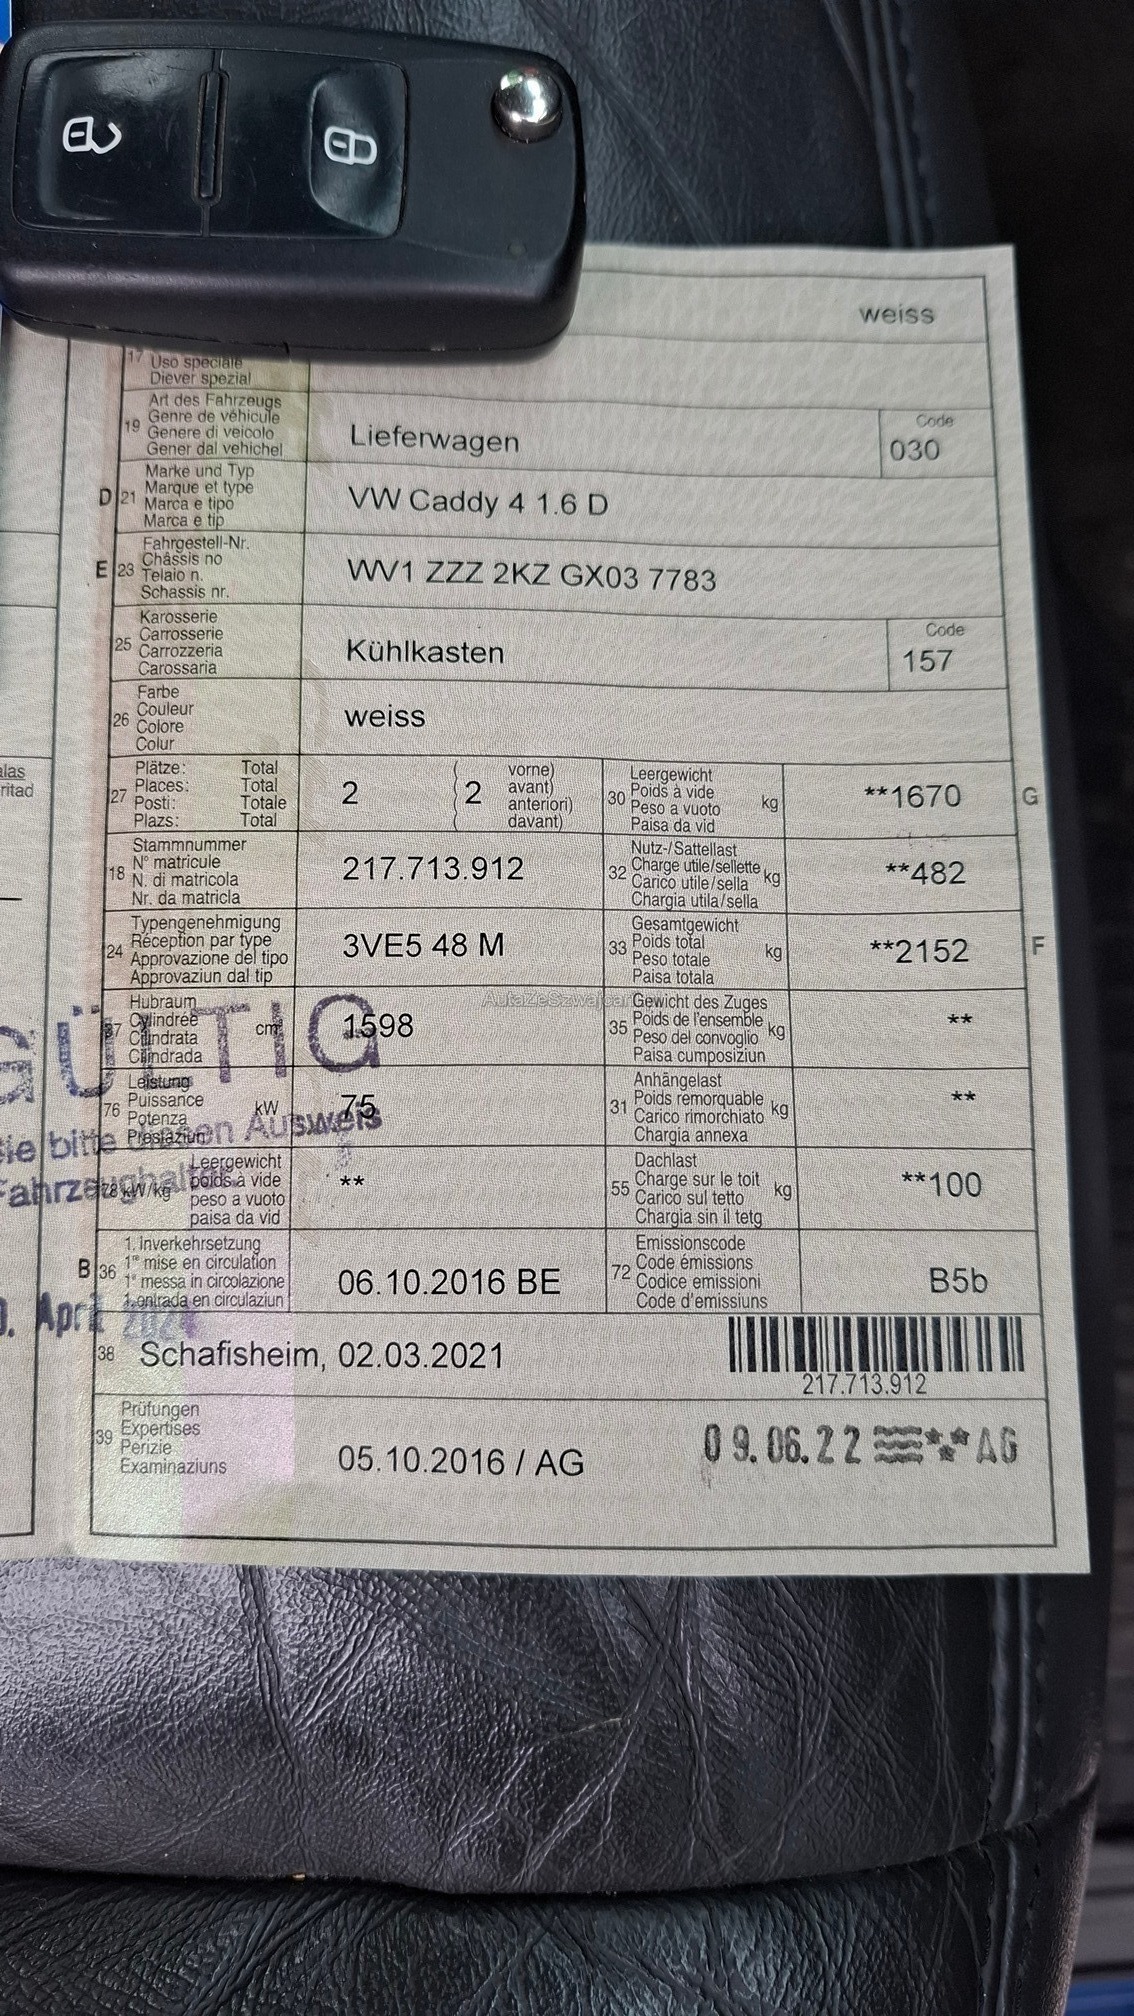 weiss
17 Uso speciale
Diever spezial
19 Art des Fahrzeugs
Genre de véhicule
Genere di veicolo
Gener dal vehichel
Lieferwagen
Code
030
D 21 Marke und Typ
Marque et type
Marca e tipo
Marca e tip
VW Caddy 4 1.6 D
E 23 Fahrgestell-Nr.
Châssis no
Telaio n.
Schassis nr.
WV1 ZZZ 2KZ GX03 7783
25 Karosserie
Carrosserie
Carrozzeria
Carossaria
Kühlkasten
Code
157
26 Farbe
Couleur
Colore
Colur
weiss
alas
ritad
27 Plätze: Total
Places: Total
Posti: Totale
Plazs: Total
2 ( 2 vorne)
( avant)
( anteriori)
( davant)
30 Leergewicht
Poids à vide
Peso a vuoto kg
Paisa da vid
**1670
G
18 Stammnummer
N° matricule
N. di matricola
Nr. da matricla
217.713.912
32 Nutz-/Sattellast
Charge utile/sellette kg
Carico utile/sella
Chargia utila/sella
**482
24 Typengenehmigung
Réception par type
Approvazione del tipo
Approvaziun dal tip
3VE5 48 M
33 Gesamtgewicht
Poids total
Peso totale kg
Paisa totala
**2152
F
37 Hubraum
Cylindrée
Cilindrata cm³
Cilindrada
1598
35 Gewicht des Zuges
Poids de l'ensemble
Peso del convoglio kg
Paisa cumposiziun
**
GÜLTIG
76 Leistung
Puissance
Potenza kW
Prestaziun
75
31 Anhängelast
Poids remorquable
Carico rimorchiato kg
Chargia annexa
**
Sie bitte diesen Ausweis
Fahrzeughalter
78 kW/kg Leergewicht
poids à vide
peso a vuoto
paisa da vid
**
55 Dachlast
Charge sur le toit
Carico sul tetto kg
Chargia sin il tetg
**100
B 36 1. Inverkehrsetzung
1re mise en circulation
1a messa in circolazione
1. entrada en circulaziun
06.10.2016 BE
72 Emissionscode
Code émissions
Codice emissioni
Code d'emissiuns
B5b
April 2024
38 Schafisheim, 02.03.2021
217.713.912
39 Prüfungen
Expertises
Perizie
Examinaziuns
05.10.2016 / AG
09.06.22 AG